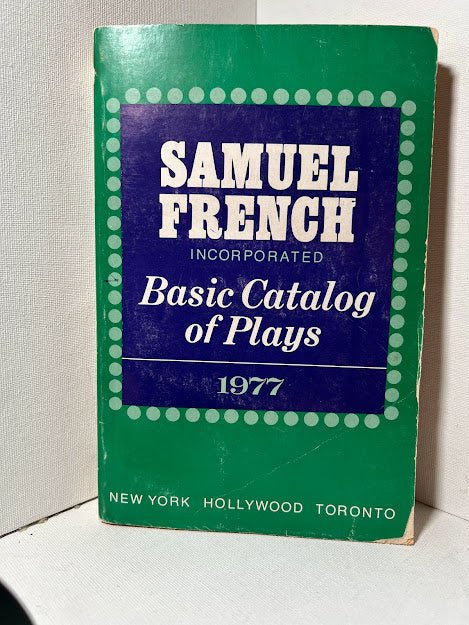 SAMUEL
FRENCH
INCORPORATED
Basic Catalog
of Plays
1977
NEW YORK HOLLYWOOD TORONTO